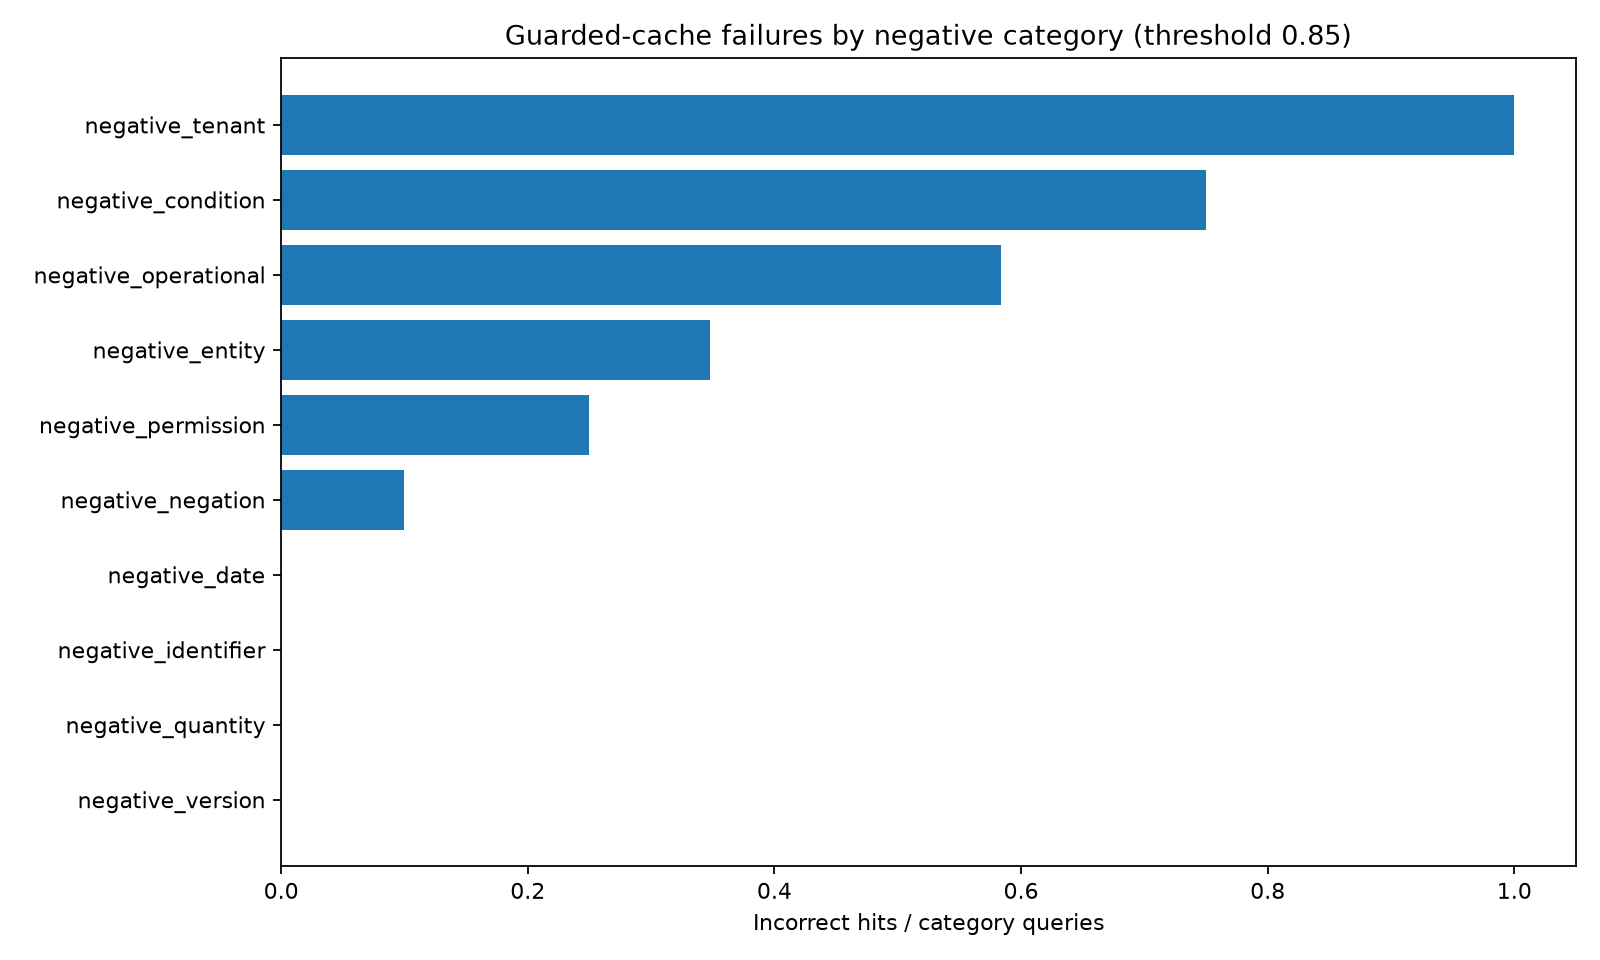 Guarded-cache failures by negative category (threshold 0.85)
negative_tenant
negative_condition
negative_operational
negative_entity
negative_permission
negative_negation
negative_date
negative_identifier
negative_quantity
negative_version
0.0 0.2 0.4 0.6 0.8 1.0
Incorrect hits / category queries